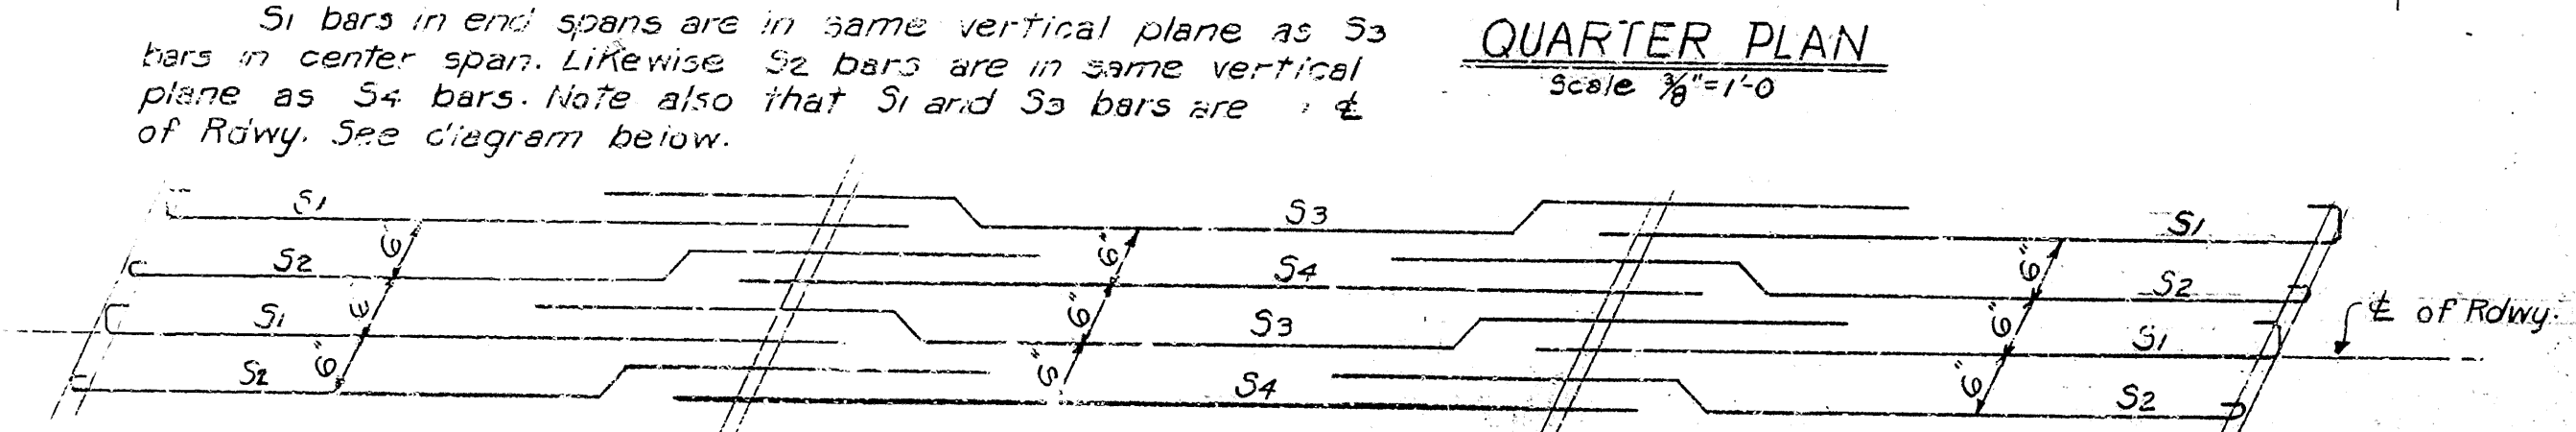 S1 bars in end spans are in same vertical plane as S3
bars in center span. Likewise S2 bars are in same vertical
plane as S4 bars. Note also that S1 and S3 bars are ℄
of Rdwy. See diagram below.
QUARTER PLAN
Scale 3/8"=1'-0
S1 S3 S1
S2 6" 6" S4 6" S2
S1 6" 6" S3 6" S1 ℄ of Rdwy.
S2 6" S4 6" S2